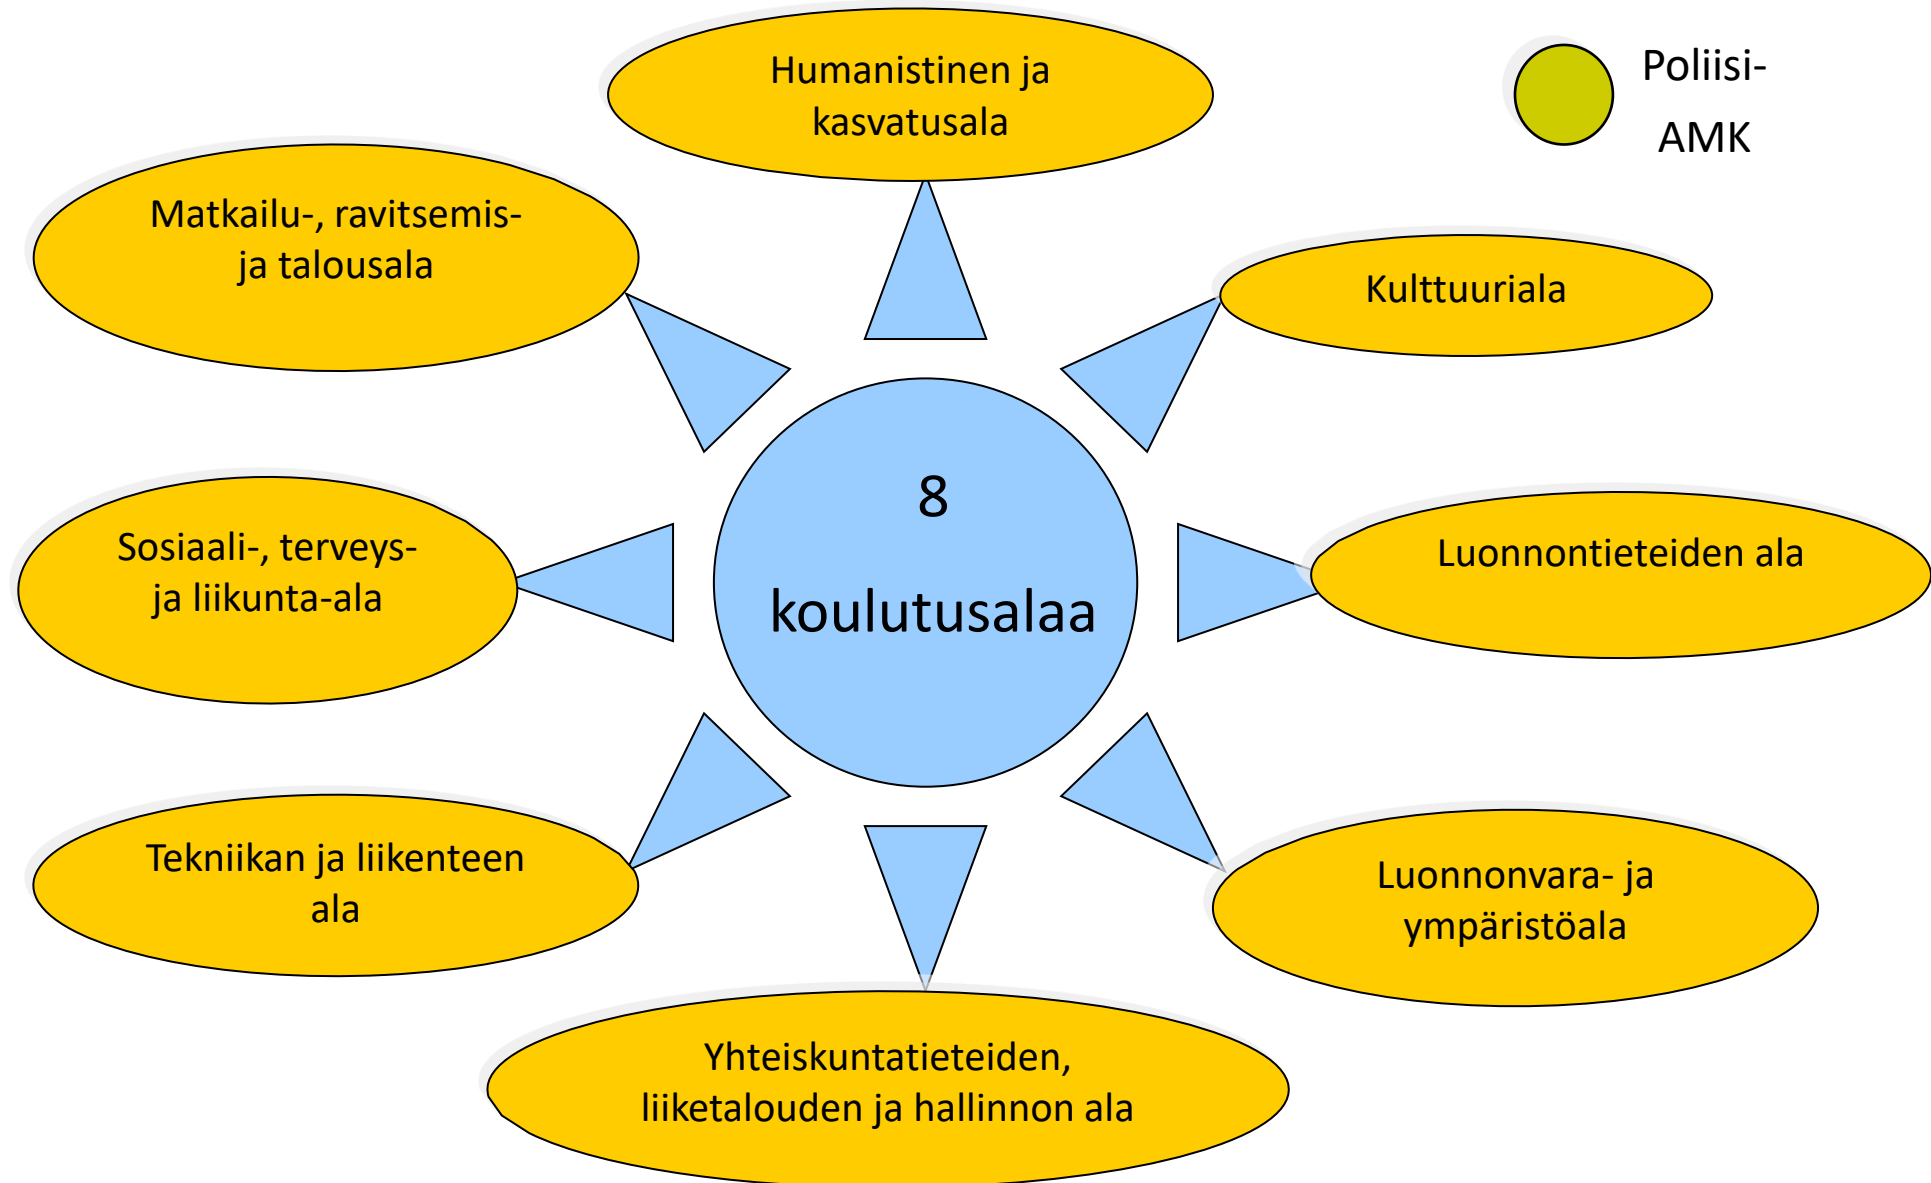 Humanistinen ja
kasvatusala
Poliisi-
AMK
Matkailu-, ravitsemis-
ja talousala
Kulttuuriala
8
koulutusalaa
Sosiaali-, terveys-
ja liikunta-ala
Luonnontieteiden ala
Tekniikan ja liikenteen
ala
Luonnonvara- ja
ympäristöala
Yhteiskuntatieteiden,
liiketalouden ja hallinnon ala